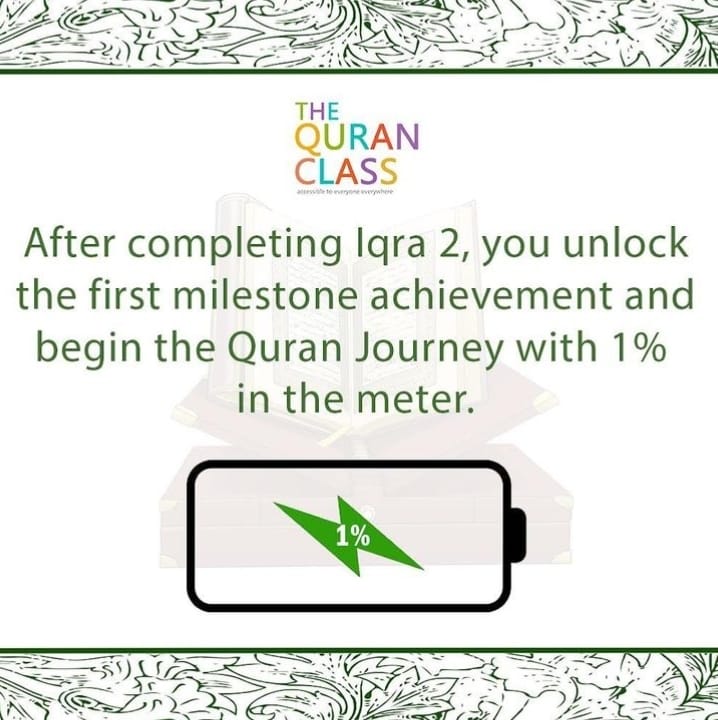 THE
QURAN
CLASS
accessible to everyone everywhere
After completing Iqra 2, you unlock
the first milestone achievement and
begin the Quran Journey with 1%
in the meter.
1%